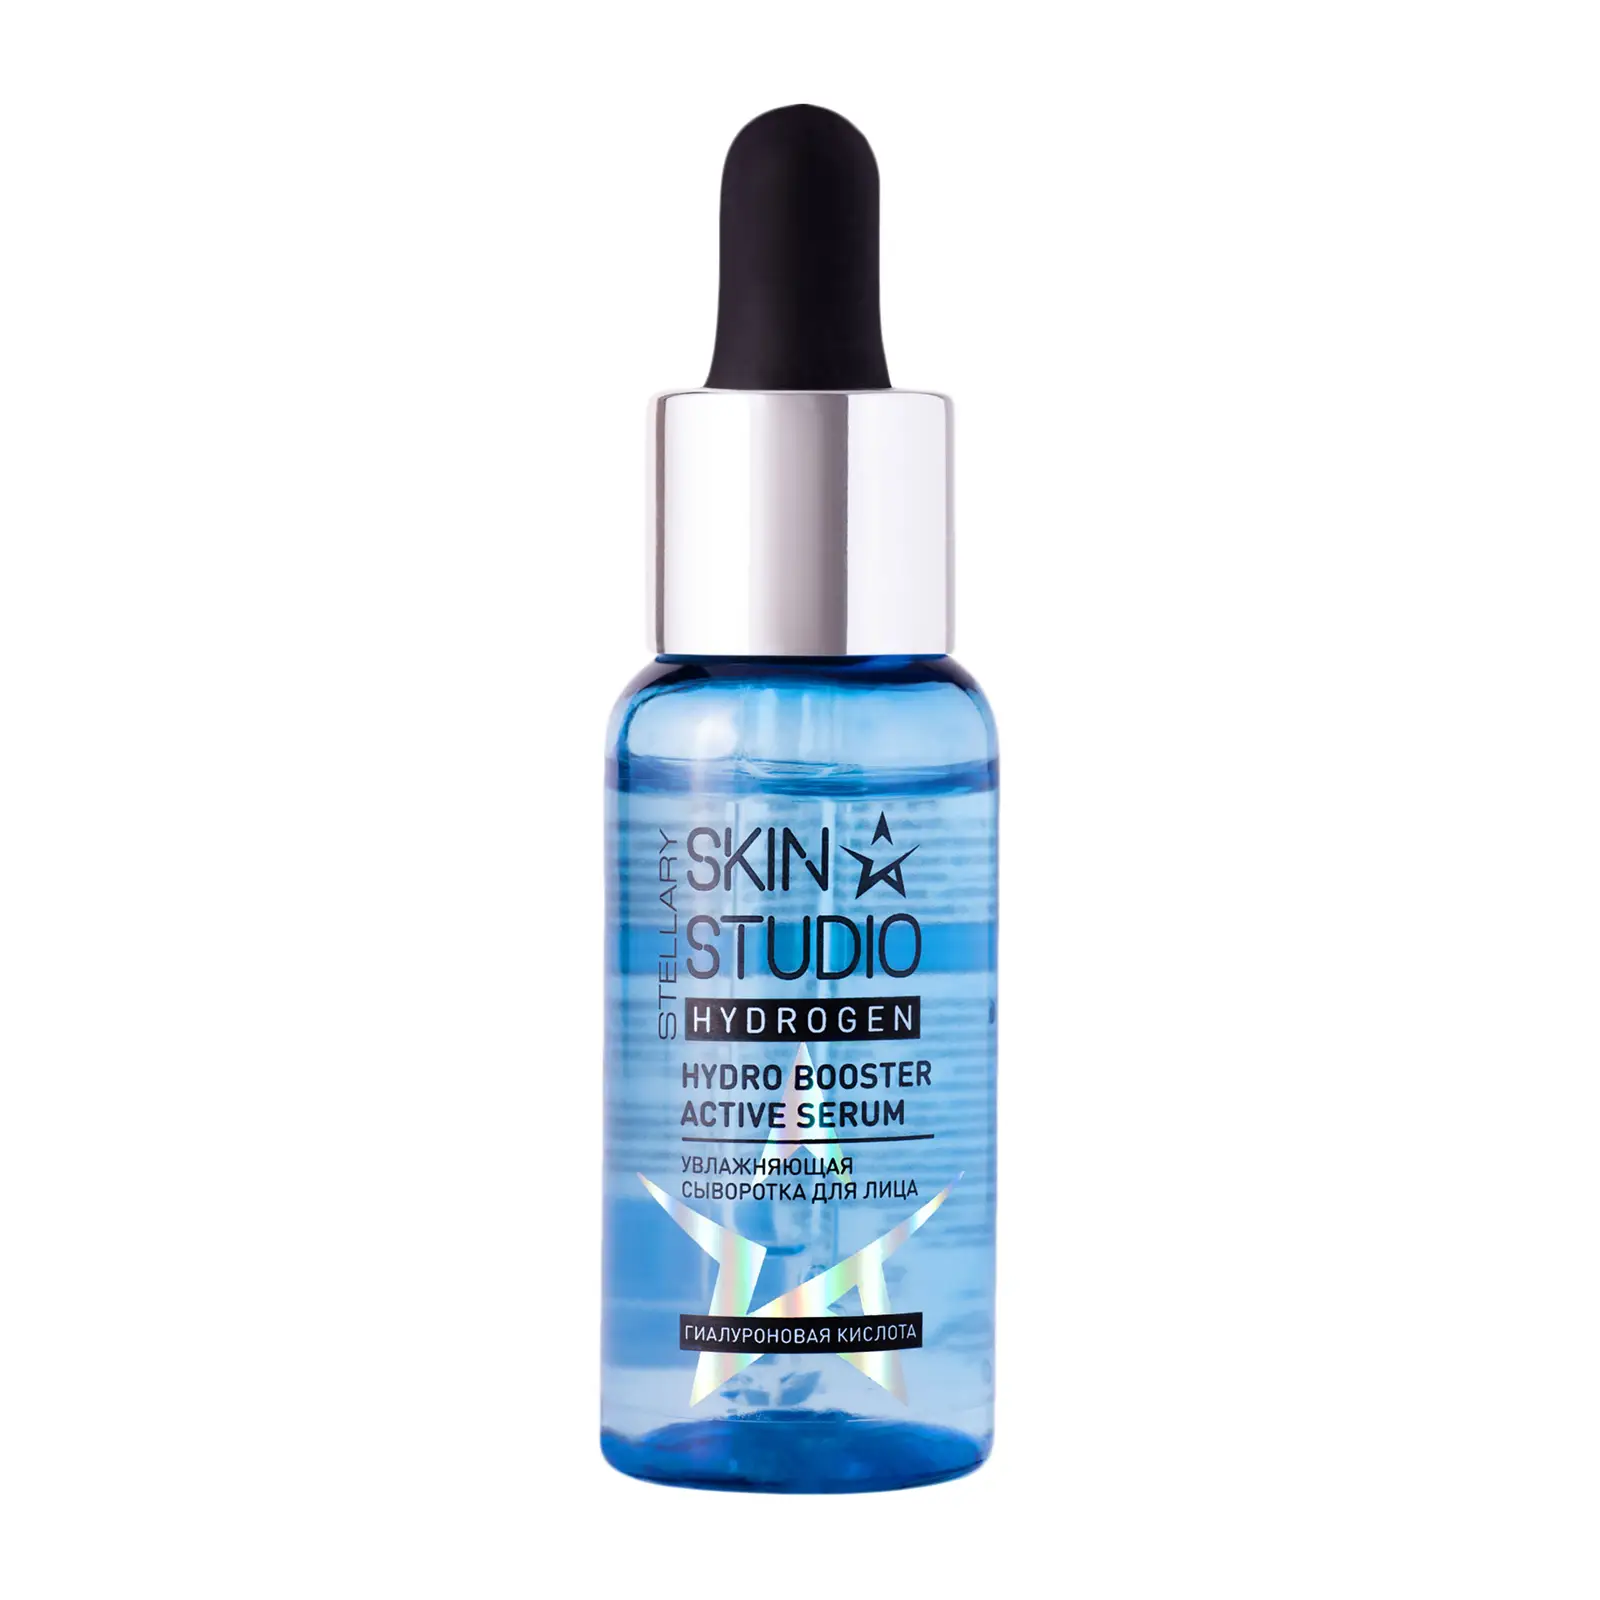 STELLARY
SKIN
STUDIO
HYDROGEN
HYDRO BOOSTER
ACTIVE SERUM
УВЛАЖНЯЮЩАЯ
СЫВОРОТКА ДЛЯ ЛИЦА
ГИАЛУРОНОВАЯ КИСЛОТА